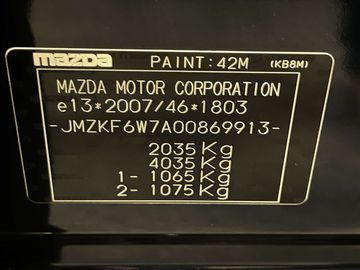 mazda PAINT:42M (KB8M)
MAZDA MOTOR CORPORATION
e13*2007/46*1803
-JMZKF6W7A00869913-
2035 Kg
4035 Kg
1- 1065 Kg
2- 1075 Kg